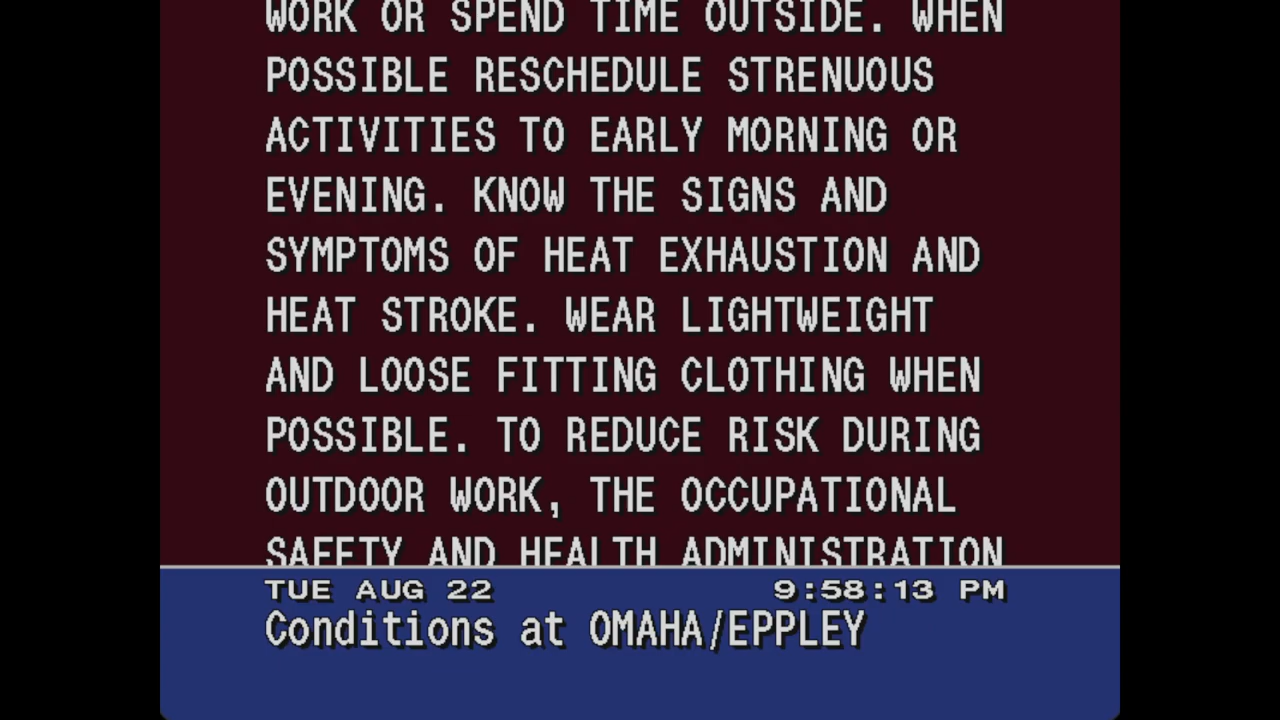 WORK OR SPEND TIME OUTSIDE. WHEN
POSSIBLE RESCHEDULE STRENUOUS
ACTIVITIES TO EARLY MORNING OR
EVENING. KNOW THE SIGNS AND
SYMPTOMS OF HEAT EXHAUSTION AND
HEAT STROKE. WEAR LIGHTWEIGHT
AND LOOSE FITTING CLOTHING WHEN
POSSIBLE. TO REDUCE RISK DURING
OUTDOOR WORK, THE OCCUPATIONAL
SAFETY AND HEALTH ADMINISTRATION
TUE AUG 22 9:58:13 PM
Conditions at OMAHA/EPPLEY